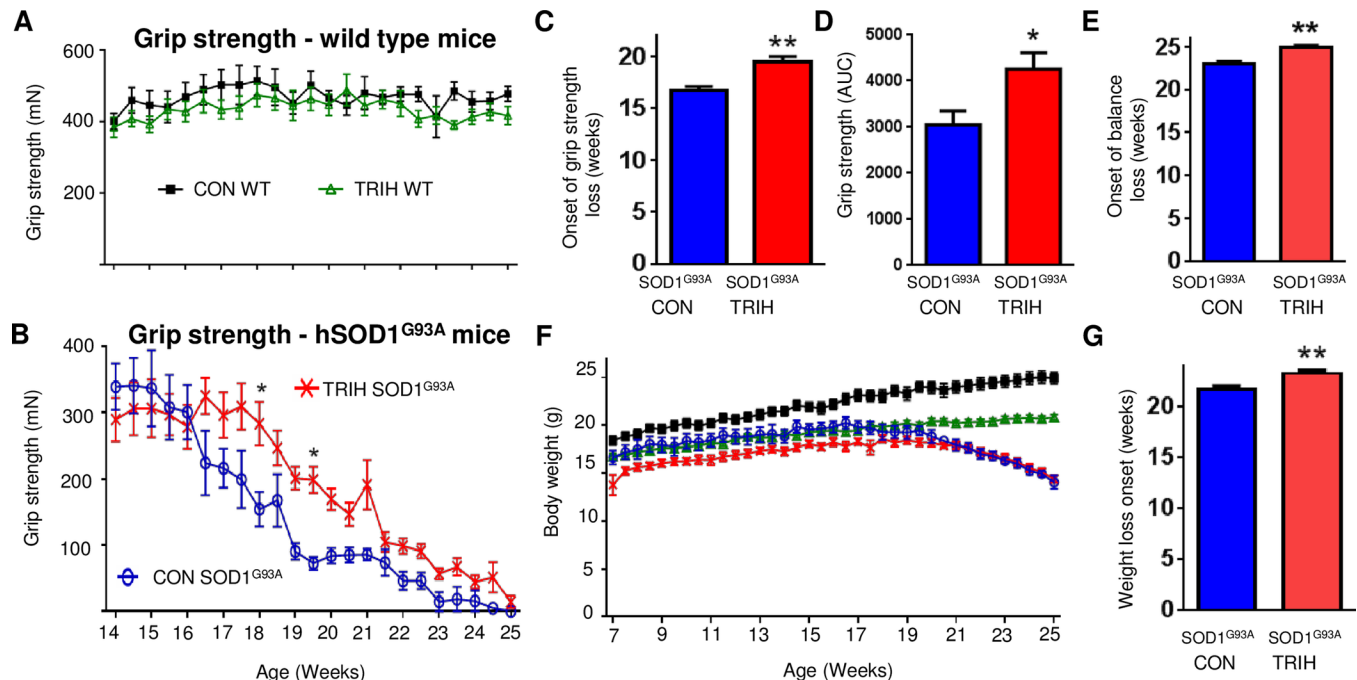 A
Grip strength - wild type mice
Grip strength (mN)
600
400
200
CON WT
TRIH WT
B
Grip strength - hSOD1G93A mice
Grip strength (mN)
400
300
200
100
*
*
TRIH SOD1G93A
CON SOD1G93A
14 15 16 17 18 19 20 21 22 23 24 25
Age (Weeks)
C
Onset of grip strength
loss (weeks)
20
15
10
5
0
**
SOD1G93A SOD1G93A
CON TRIH
D
Grip strength (AUC)
5000
4000
3000
2000
1000
0
*
SOD1G93A SOD1G93A
CON TRIH
E
Onset of balance
loss (weeks)
25
20
15
10
5
0
**
SOD1G93A SOD1G93A
CON TRIH
F
Body weight (g)
25
20
15
10
5
0
7 9 11 13 15 17 19 21 23 25
Age (Weeks)
G
Weight loss onset (weeks)
22
22
15
10
5
0
**
SOD1G93A SOD1G93A
CON TRIH